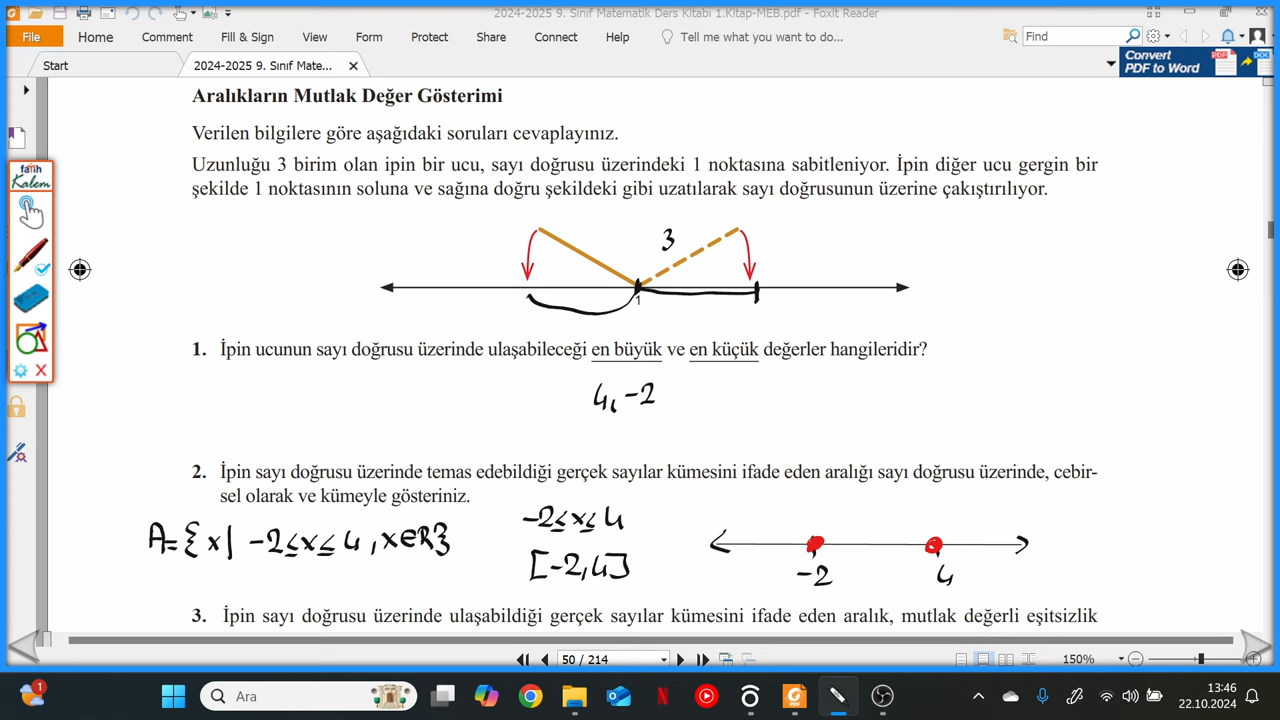 2024-2025 9. Sınıf Matematik Ders Kitabı 1.Kitap-MEB.pdf - Foxit Reader
File Home Comment Fill & Sign View Form Protect Share Connect Help Tell me what you want to do... Find
Start 2024-2025 9. Sınıf Mate... Convert
PDF to Word
Aralıkların Mutlak Değer Gösterimi
Verilen bilgilere göre aşağıdaki soruları cevaplayınız.
Uzunluğu 3 birim olan ipin bir ucu, sayı doğrusu üzerindeki 1 noktasına sabitleniyor. İpin diğer ucu gergin bir
şekilde 1 noktasının soluna ve sağına doğru şekildeki gibi uzatılarak sayı doğrusunun üzerine çakıştırılıyor.
fatih
Kalem
3
1
1. İpin ucunun sayı doğrusu üzerinde ulaşabileceği en büyük ve en küçük değerler hangileridir?
4, -2
2. İpin sayı doğrusu üzerinde temas edebildiği gerçek sayılar kümesini ifade eden aralığı sayı doğrusu üzerinde, cebir-
sel olarak ve kümeyle gösteriniz.
A={x| -2≤x≤4, x∈R}
-2≤x≤4
[-2,4]
-2 4
3. İpin sayı doğrusu üzerinde ulaşabildiği gerçek sayılar kümesini ifade eden aralık, mutlak değerli eşitsizlik
50 / 214 150%
1 Ara 13:46
22.10.2024